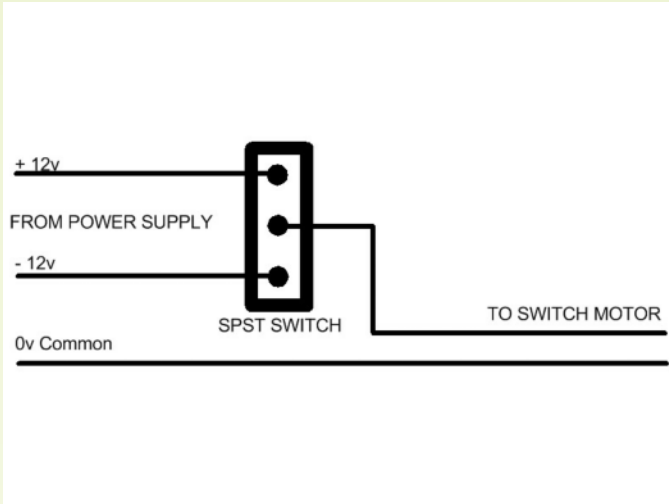 + 12v
FROM POWER SUPPLY
- 12v
SPST SWITCH
TO SWITCH MOTOR
0v Common